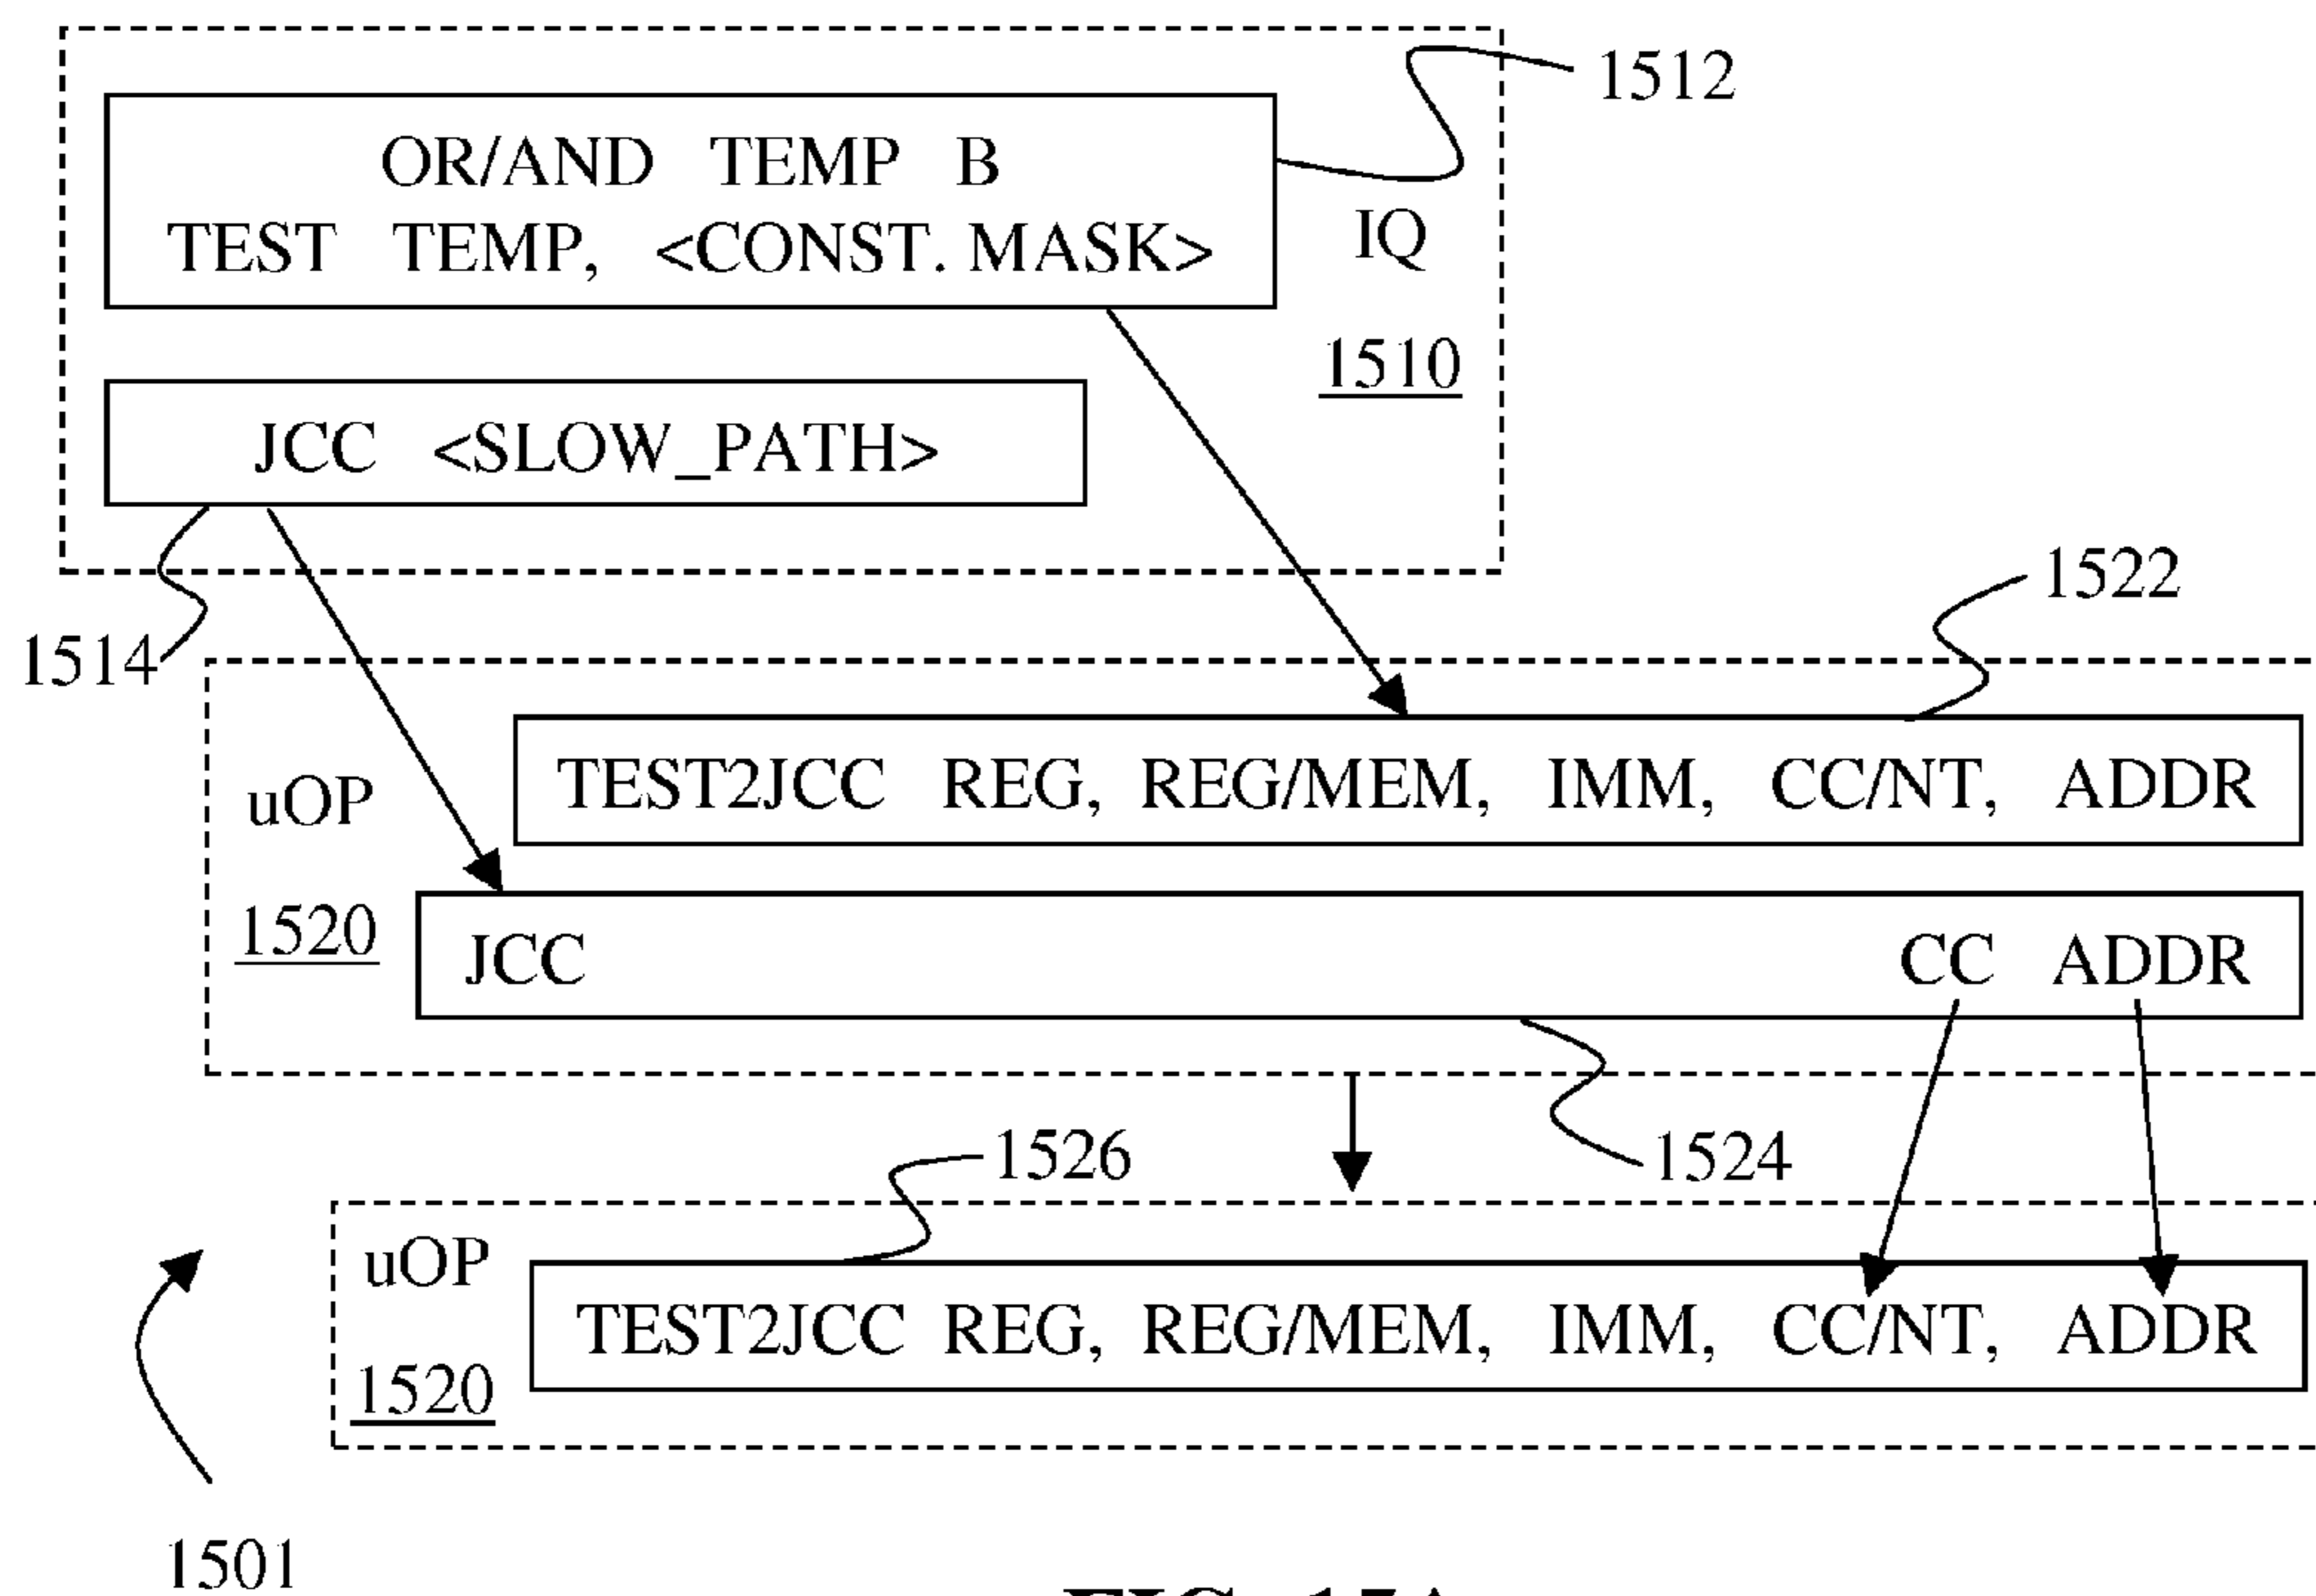 1512
OR/AND TEMP B
TEST TEMP, <CONST. MASK>
IQ
1510
JCC <SLOW_PATH>
1514
1522
uOP
1520
TEST2JCC REG, REG/MEM, IMM, CC/NT, ADDR
JCC CC ADDR
1526
1524
uOP
1520
TEST2JCC REG, REG/MEM, IMM, CC/NT, ADDR
1501